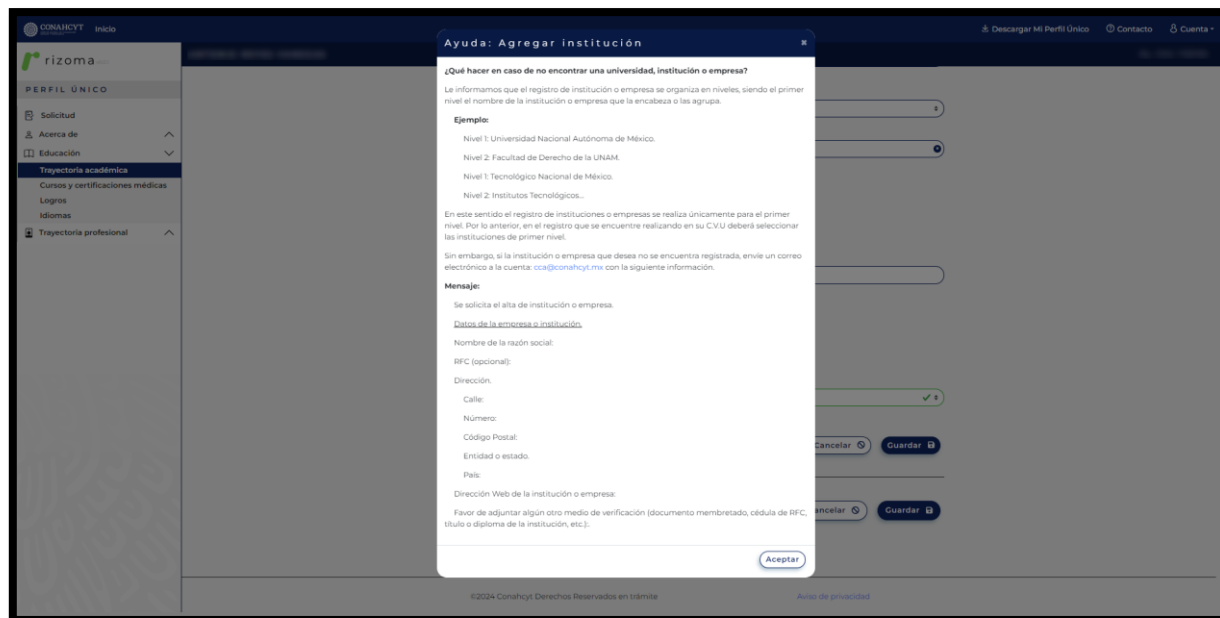 CONAHCYT Inicio
Descargar Mi Perfil Único Contacto Cuenta
rizoma
PERFIL ÚNICO
Solicitud
Acerca de
Educación
Trayectoria académica
Cursos y certificaciones médicas
Logros
Idiomas
Trayectoria profesional
Ayuda: Agregar institución
¿Qué hacer en caso de no encontrar una universidad, institución o empresa?
Le informamos que el registro de institución o empresa se organiza en niveles, siendo el primer
nivel el nombre de la institución o empresa que la encabeza o las agrupa.
Ejemplo:
Nivel 1: Universidad Nacional Autónoma de México.
Nivel 2: Facultad de Derecho de la UNAM.
Nivel 1: Tecnológico Nacional de México.
Nivel 2: Institutos Tecnológicos...
En este sentido el registro de instituciones o empresas se realiza únicamente para el primer
nivel. Por lo anterior, en el registro que se encuentre realizando en su C.V.U deberá seleccionar
las instituciones de primer nivel.
Sin embargo, si la institución o empresa que desea no se encuentra registrada, envíe un correo
electrónico a la cuenta: cca@conahcyt.mx con la siguiente información.
Mensaje:
Se solicita el alta de institución o empresa.
Datos de la empresa o institución.
Nombre de la razón social:
RFC (opcional):
Dirección.
Calle:
Número:
Código Postal:
Entidad o estado.
País:
Dirección Web de la institución o empresa:
Favor de adjuntar algún otro medio de verificación (documento membretado, cédula de RFC,
título o diploma de la institución, etc.):.
Aceptar
Cancelar Guardar
ancelar Guardar
©2024 Conahcyt Derechos Reservados en trámite Aviso de privacidad